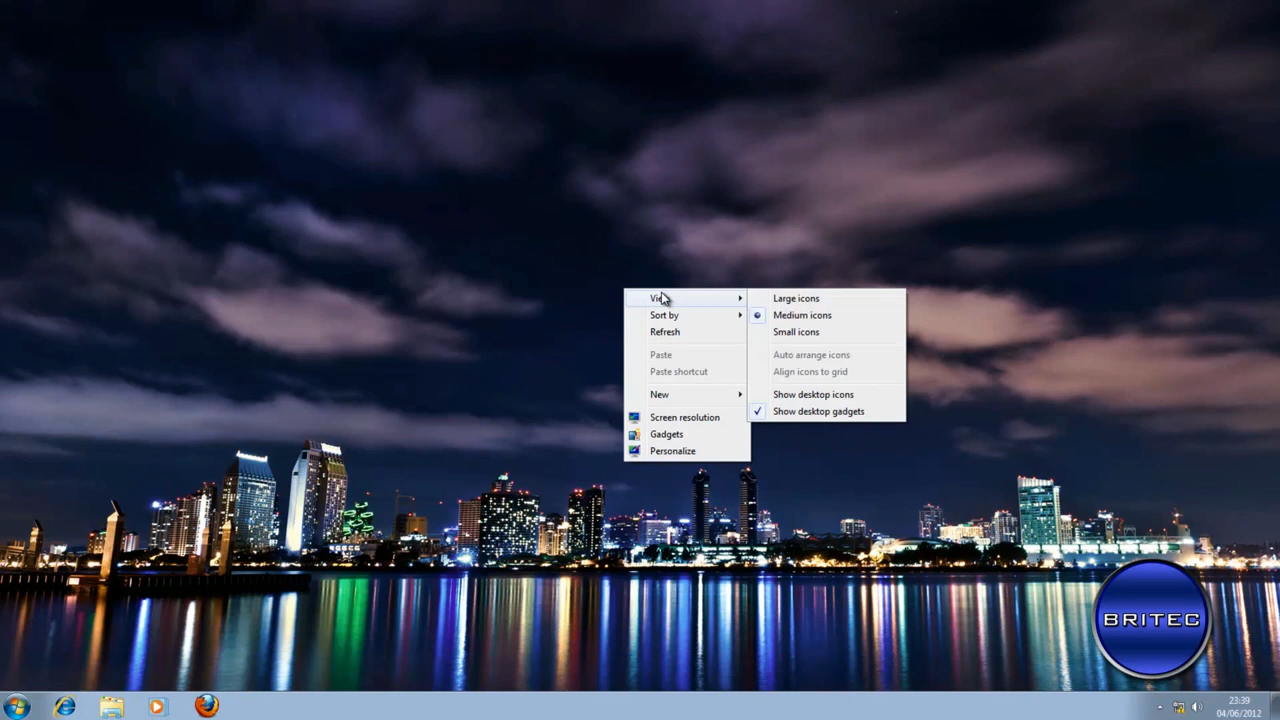 View
Sort by
Refresh
Paste
Paste shortcut
New
Screen resolution
Gadgets
Personalize
Large icons
Medium icons
Small icons
Auto arrange icons
Align icons to grid
Show desktop icons
Show desktop gadgets
BRITEC
23:39
04/06/2012